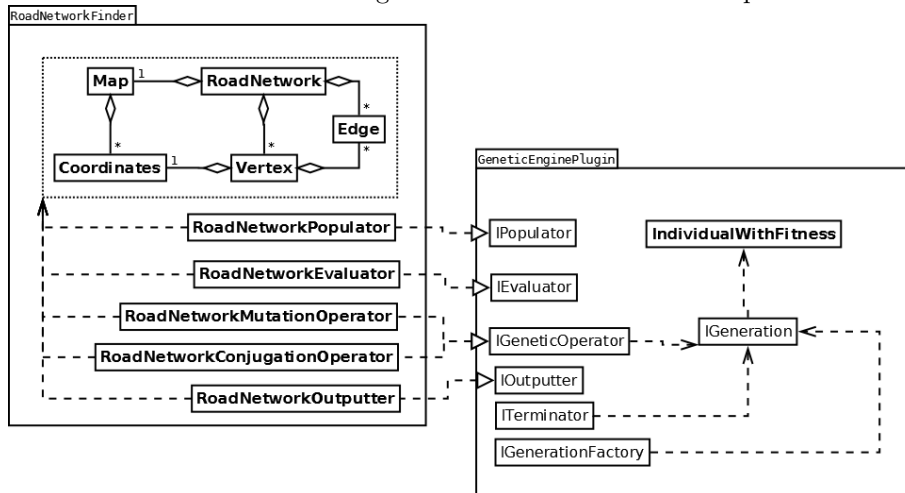 RoadNetworkFinder
Map
1
RoadNetwork
*
Edge
*
*
*
Coordinates
1
Vertex
RoadNetworkPopulator
RoadNetworkEvaluator
RoadNetworkMutationOperator
RoadNetworkConjugationOperator
RoadNetworkOutputter
GeneticEnginePlugin
IPopulator
IndividualWithFitness
IEvaluator
IGeneration
IGeneticOperator
IOutputter
ITerminator
IGenerationFactory